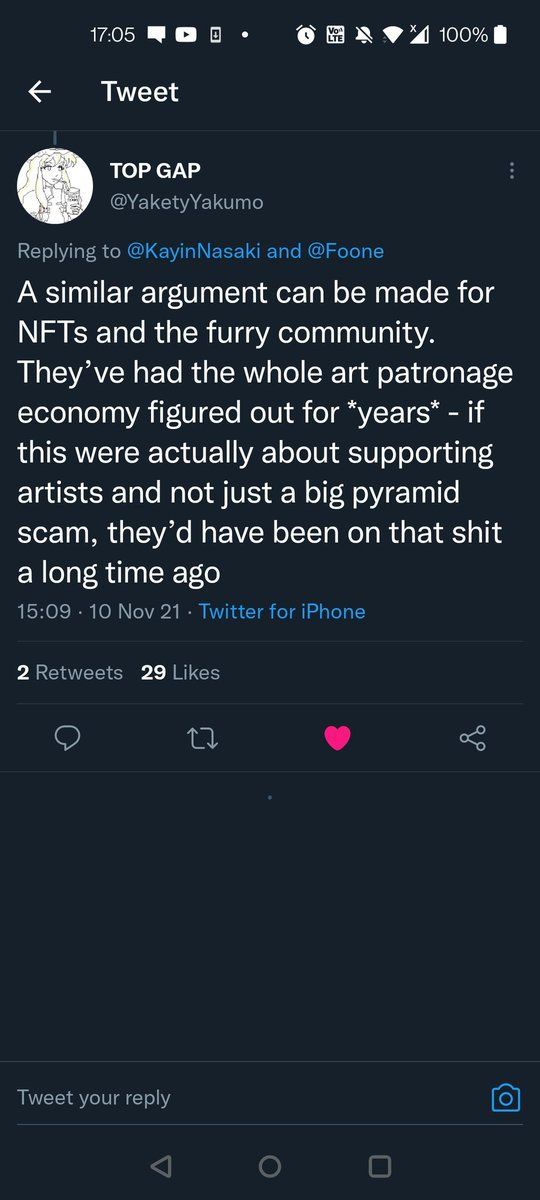 17:05 VoD LTE x 100%
Tweet
TOP GAP
@YaketyYakumo
Replying to @KayinNasaki and @Foone
A similar argument can be made for
NFTs and the furry community.
They’ve had the whole art patronage
economy figured out for *years* - if
this were actually about supporting
artists and not just a big pyramid
scam, they’d have been on that shit
a long time ago
15:09 · 10 Nov 21 · Twitter for iPhone
2 Retweets 29 Likes
Tweet your reply